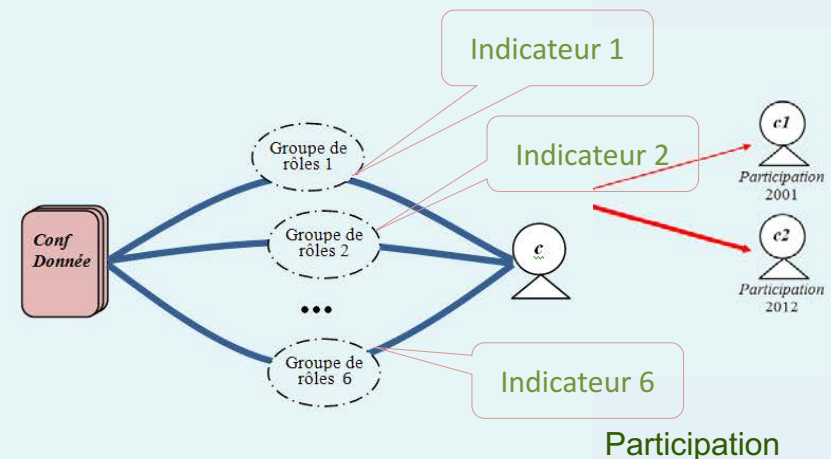 Indicateur 1
Groupe de
rôles 1
Indicateur 2
c1
Participation
2001
Conf
Donnée
Groupe de
rôles 2
c
c2
Participation
2012
•••
Groupe de
rôles 6
Indicateur 6
Participation